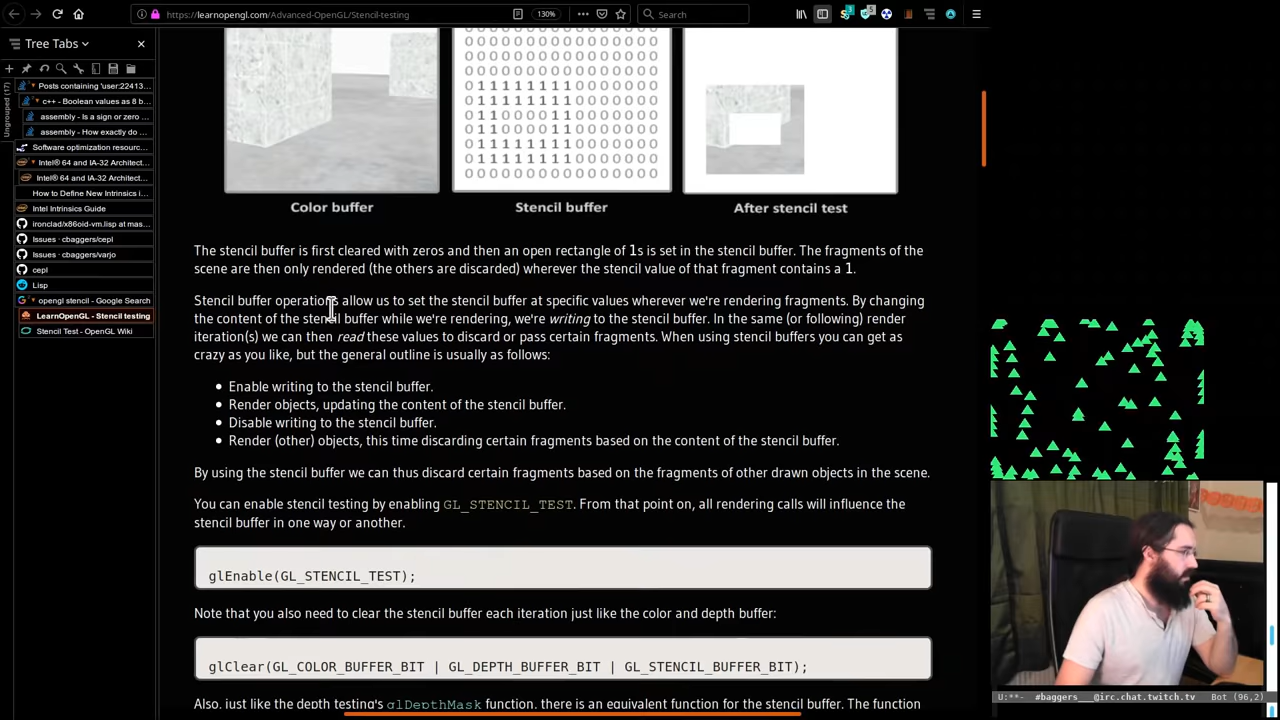 https://learnopengl.com/Advanced-OpenGL/Stencil-testing
130%
Search
3
5
Tree Tabs
Ungrouped (17)
Posts containing 'user:22413...
c++ - Boolean values as 8 b...
assembly - Is a sign or zero ...
assembly - How exactly do ...
Software optimization resourc...
Intel® 64 and IA-32 Architect...
Intel® 64 and IA-32 Architect...
How to Define New Intrinsics i...
Intel Intrinsics Guide
ironclad/x86oid-vm.lisp at mas...
Issues · cbaggers/cepl
Issues · cbaggers/varjo
cepl
Lisp
opengl stencil - Google Search
LearnOpenGL - Stencil testing
Stencil Test - OpenGL Wiki
Color buffer
Stencil buffer
After stencil test
The stencil buffer is first cleared with zeros and then an open rectangle of 1s is set in the stencil buffer. The fragments of the
scene are then only rendered (the others are discarded) wherever the stencil value of that fragment contains a 1.
Stencil buffer operations allow us to set the stencil buffer at specific values wherever we're rendering fragments. By changing
the content of the stencil buffer while we're rendering, we're writing to the stencil buffer. In the same (or following) render
iteration(s) we can then read these values to discard or pass certain fragments. When using stencil buffers you can get as
crazy as you like, but the general outline is usually as follows:
Enable writing to the stencil buffer.
Render objects, updating the content of the stencil buffer.
Disable writing to the stencil buffer.
Render (other) objects, this time discarding certain fragments based on the content of the stencil buffer.
By using the stencil buffer we can thus discard certain fragments based on the fragments of other drawn objects in the scene.
You can enable stencil testing by enabling GL_STENCIL_TEST. From that point on, all rendering calls will influence the
stencil buffer in one way or another.
glEnable(GL_STENCIL_TEST);
Note that you also need to clear the stencil buffer each iteration just like the color and depth buffer:
glClear(GL_COLOR_BUFFER_BIT | GL_DEPTH_BUFFER_BIT | GL_STENCIL_BUFFER_BIT);
Also, just like the depth testing's glDepthMask function, there is an equivalent function for the stencil buffer. The function
U:**- #baggers___@irc.chat.twitch.tv Bot (96,2)